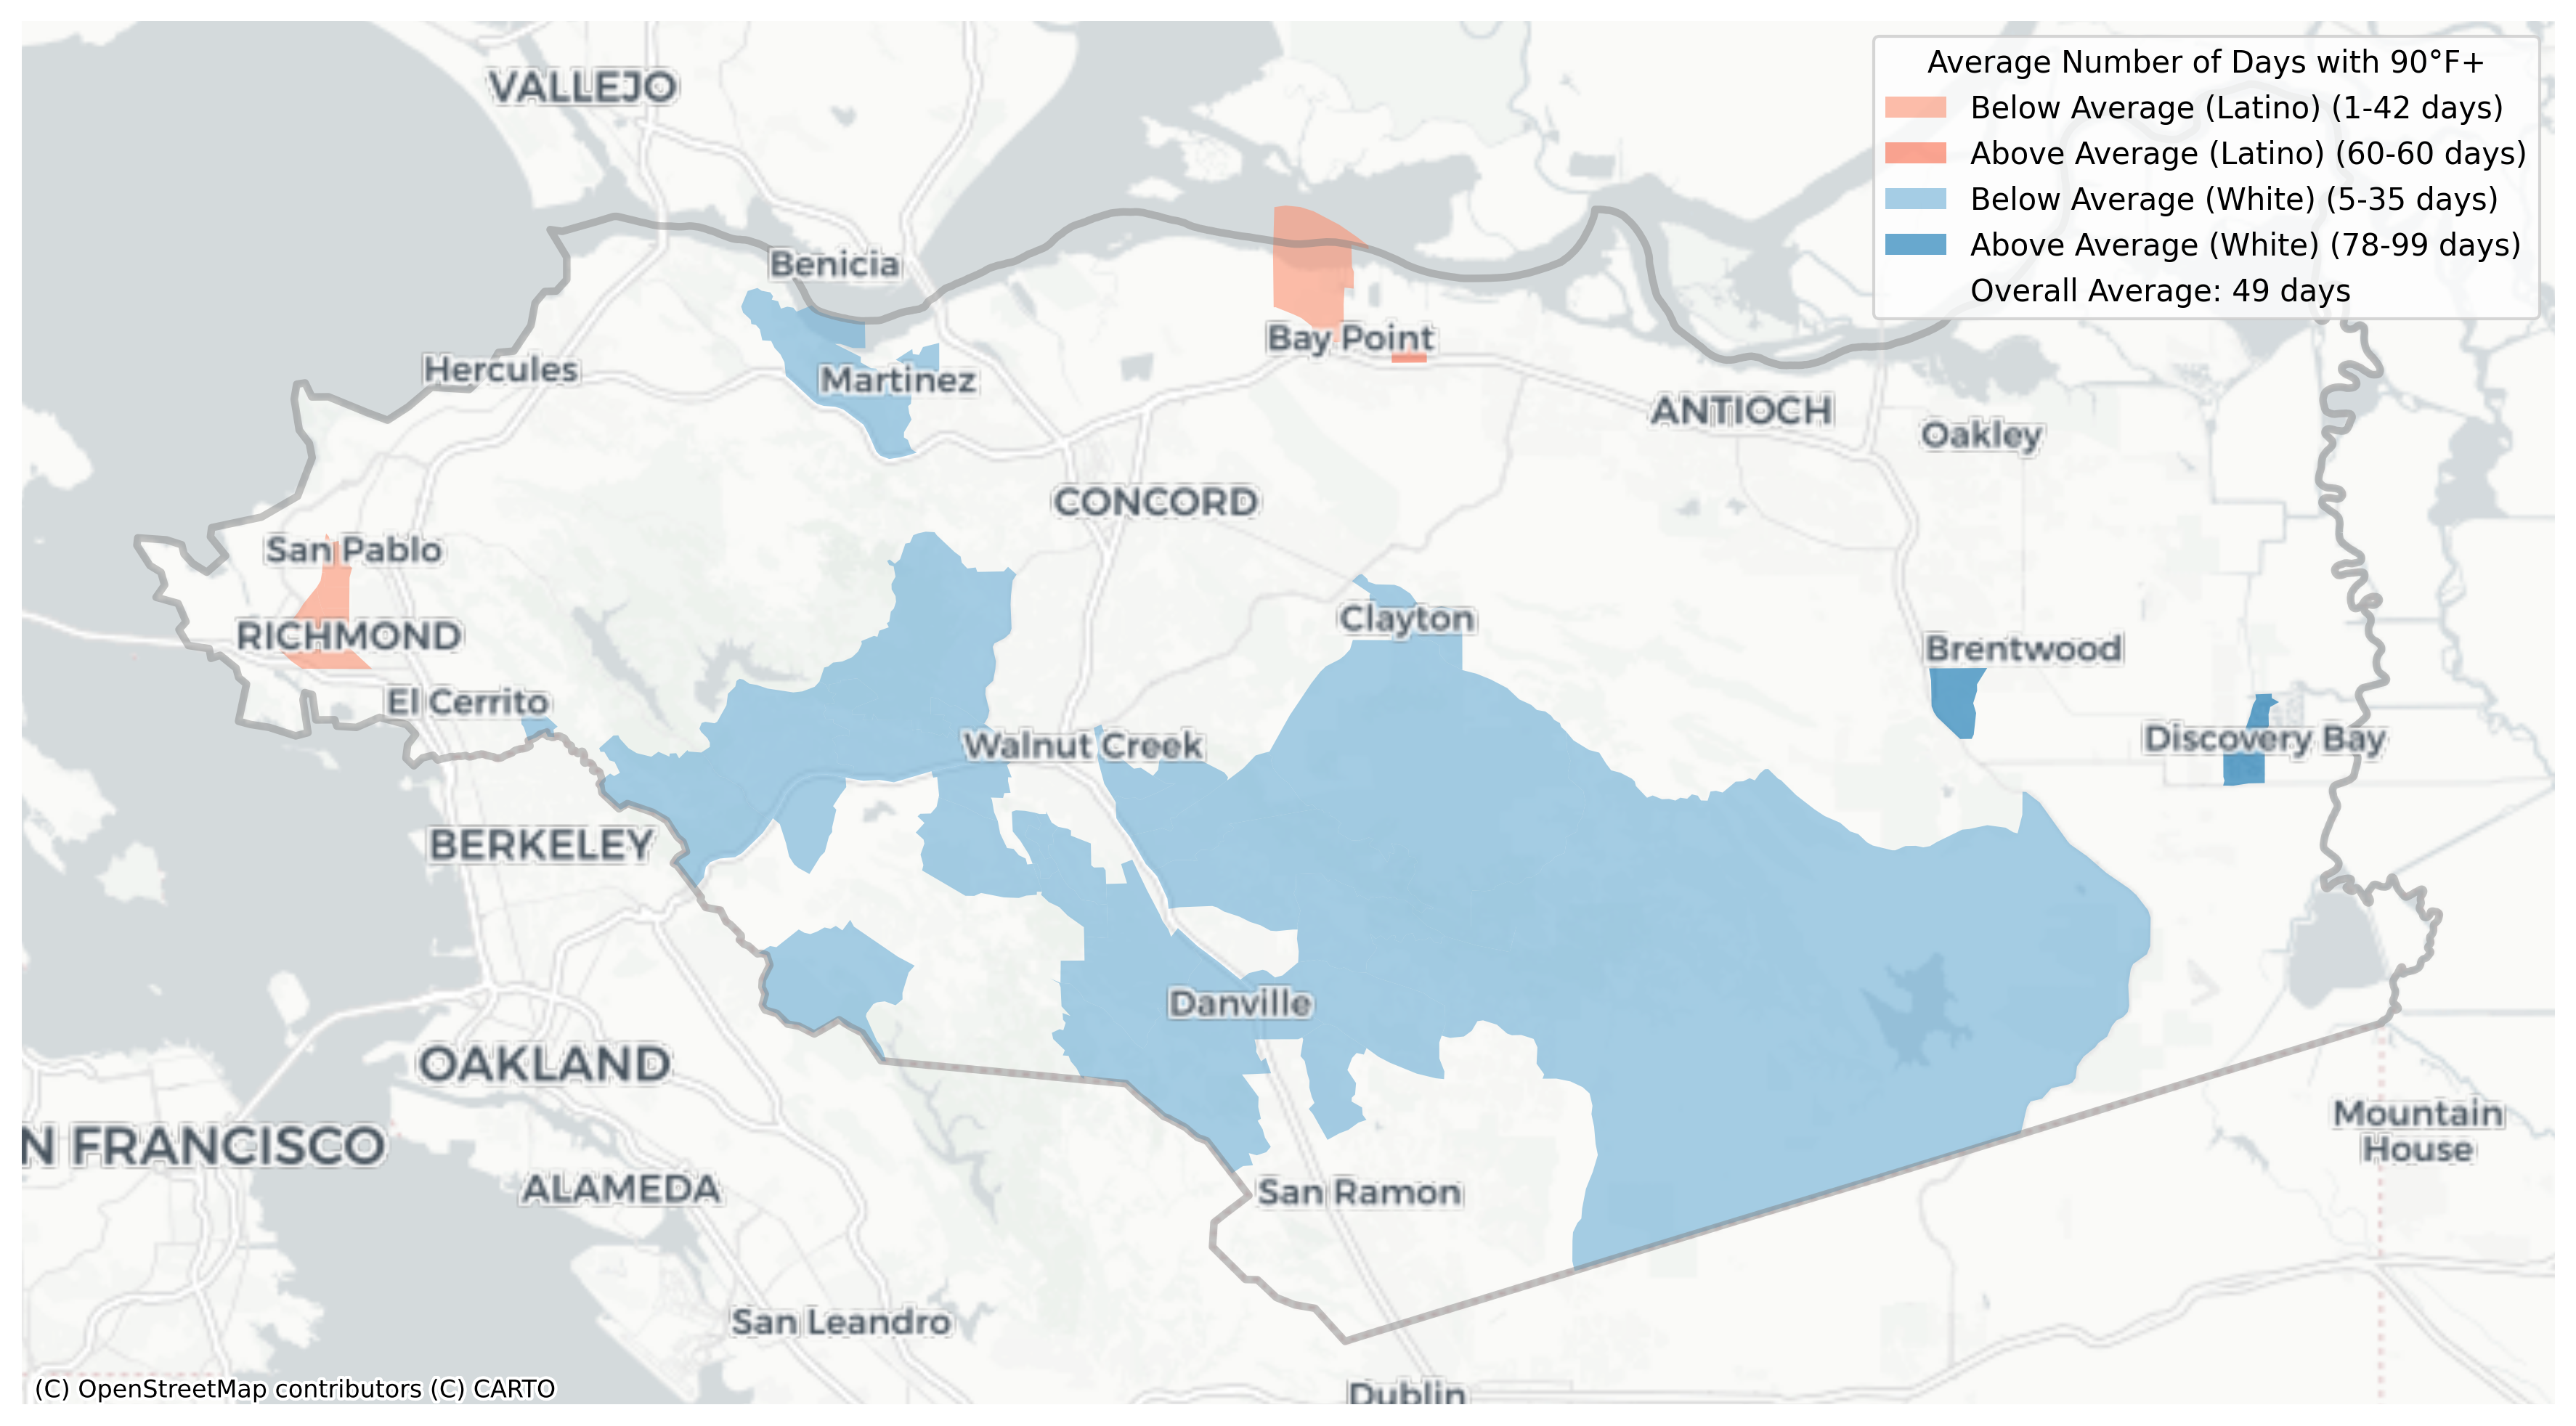 Average Number of Days with 90°F+
Below Average (Latino) (1-42 days)
Above Average (Latino) (60-60 days)
Below Average (White) (5-35 days)
Above Average (White) (78-99 days)
Overall Average: 49 days
VALLEJO
Benicia
Hercules
Martinez
Bay Point
ANTIOCH
Oakley
CONCORD
San Pablo
RICHMOND
Clayton
Brentwood
El Cerrito
Walnut Creek
Discovery Bay
BERKELEY
Danville
OAKLAND
N FRANCISCO
ALAMEDA
San Ramon
Mountain
House
San Leandro
Dublin
(C) OpenStreetMap contributors (C) CARTO